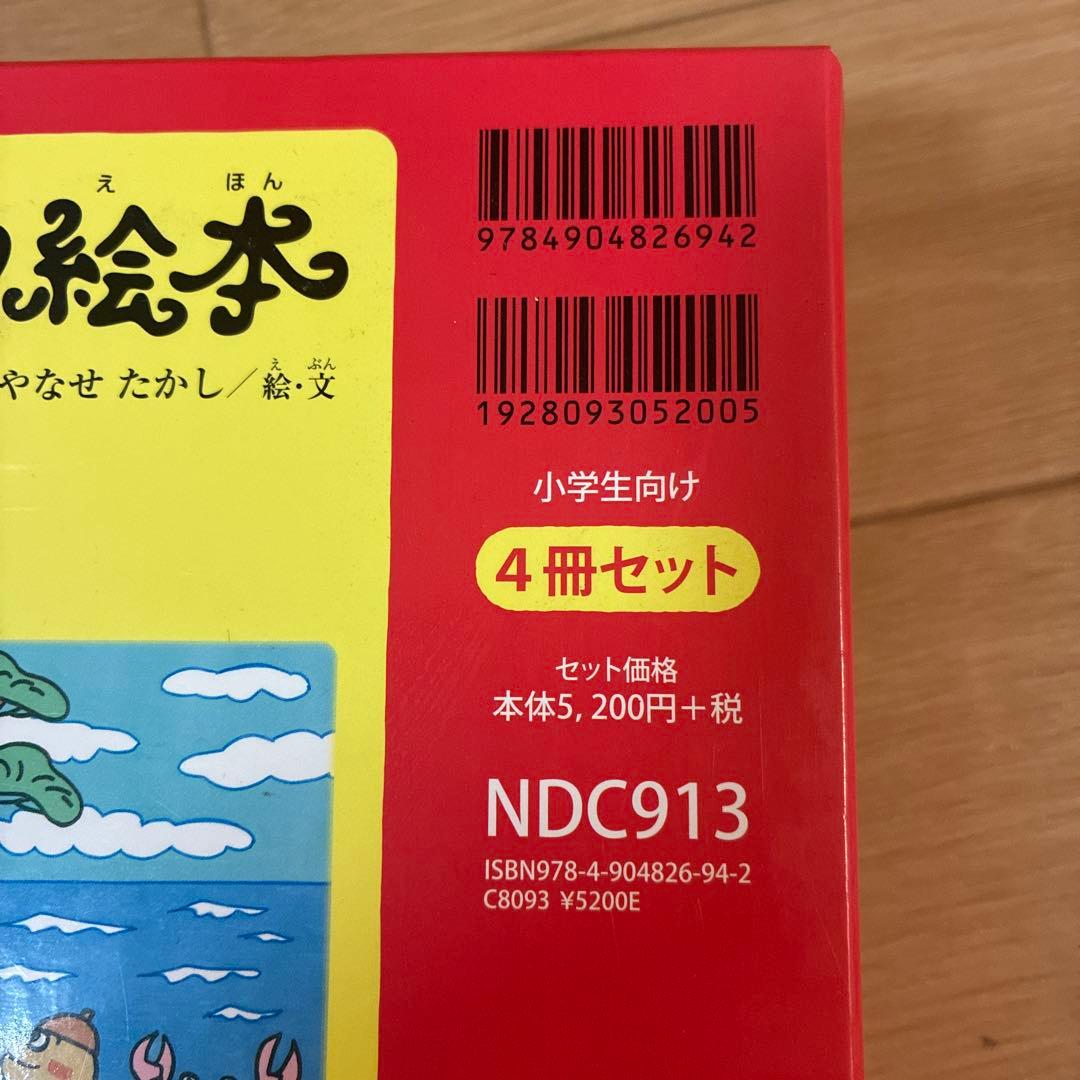 え ほん
絵本
やなせ たかし／絵・文
え ぶん
9784904826942
1928093052005
小学生向け
4冊セット
セット価格
本体5,200円＋税
NDC913
ISBN978-4-904826-94-2
C8093 ¥5200E